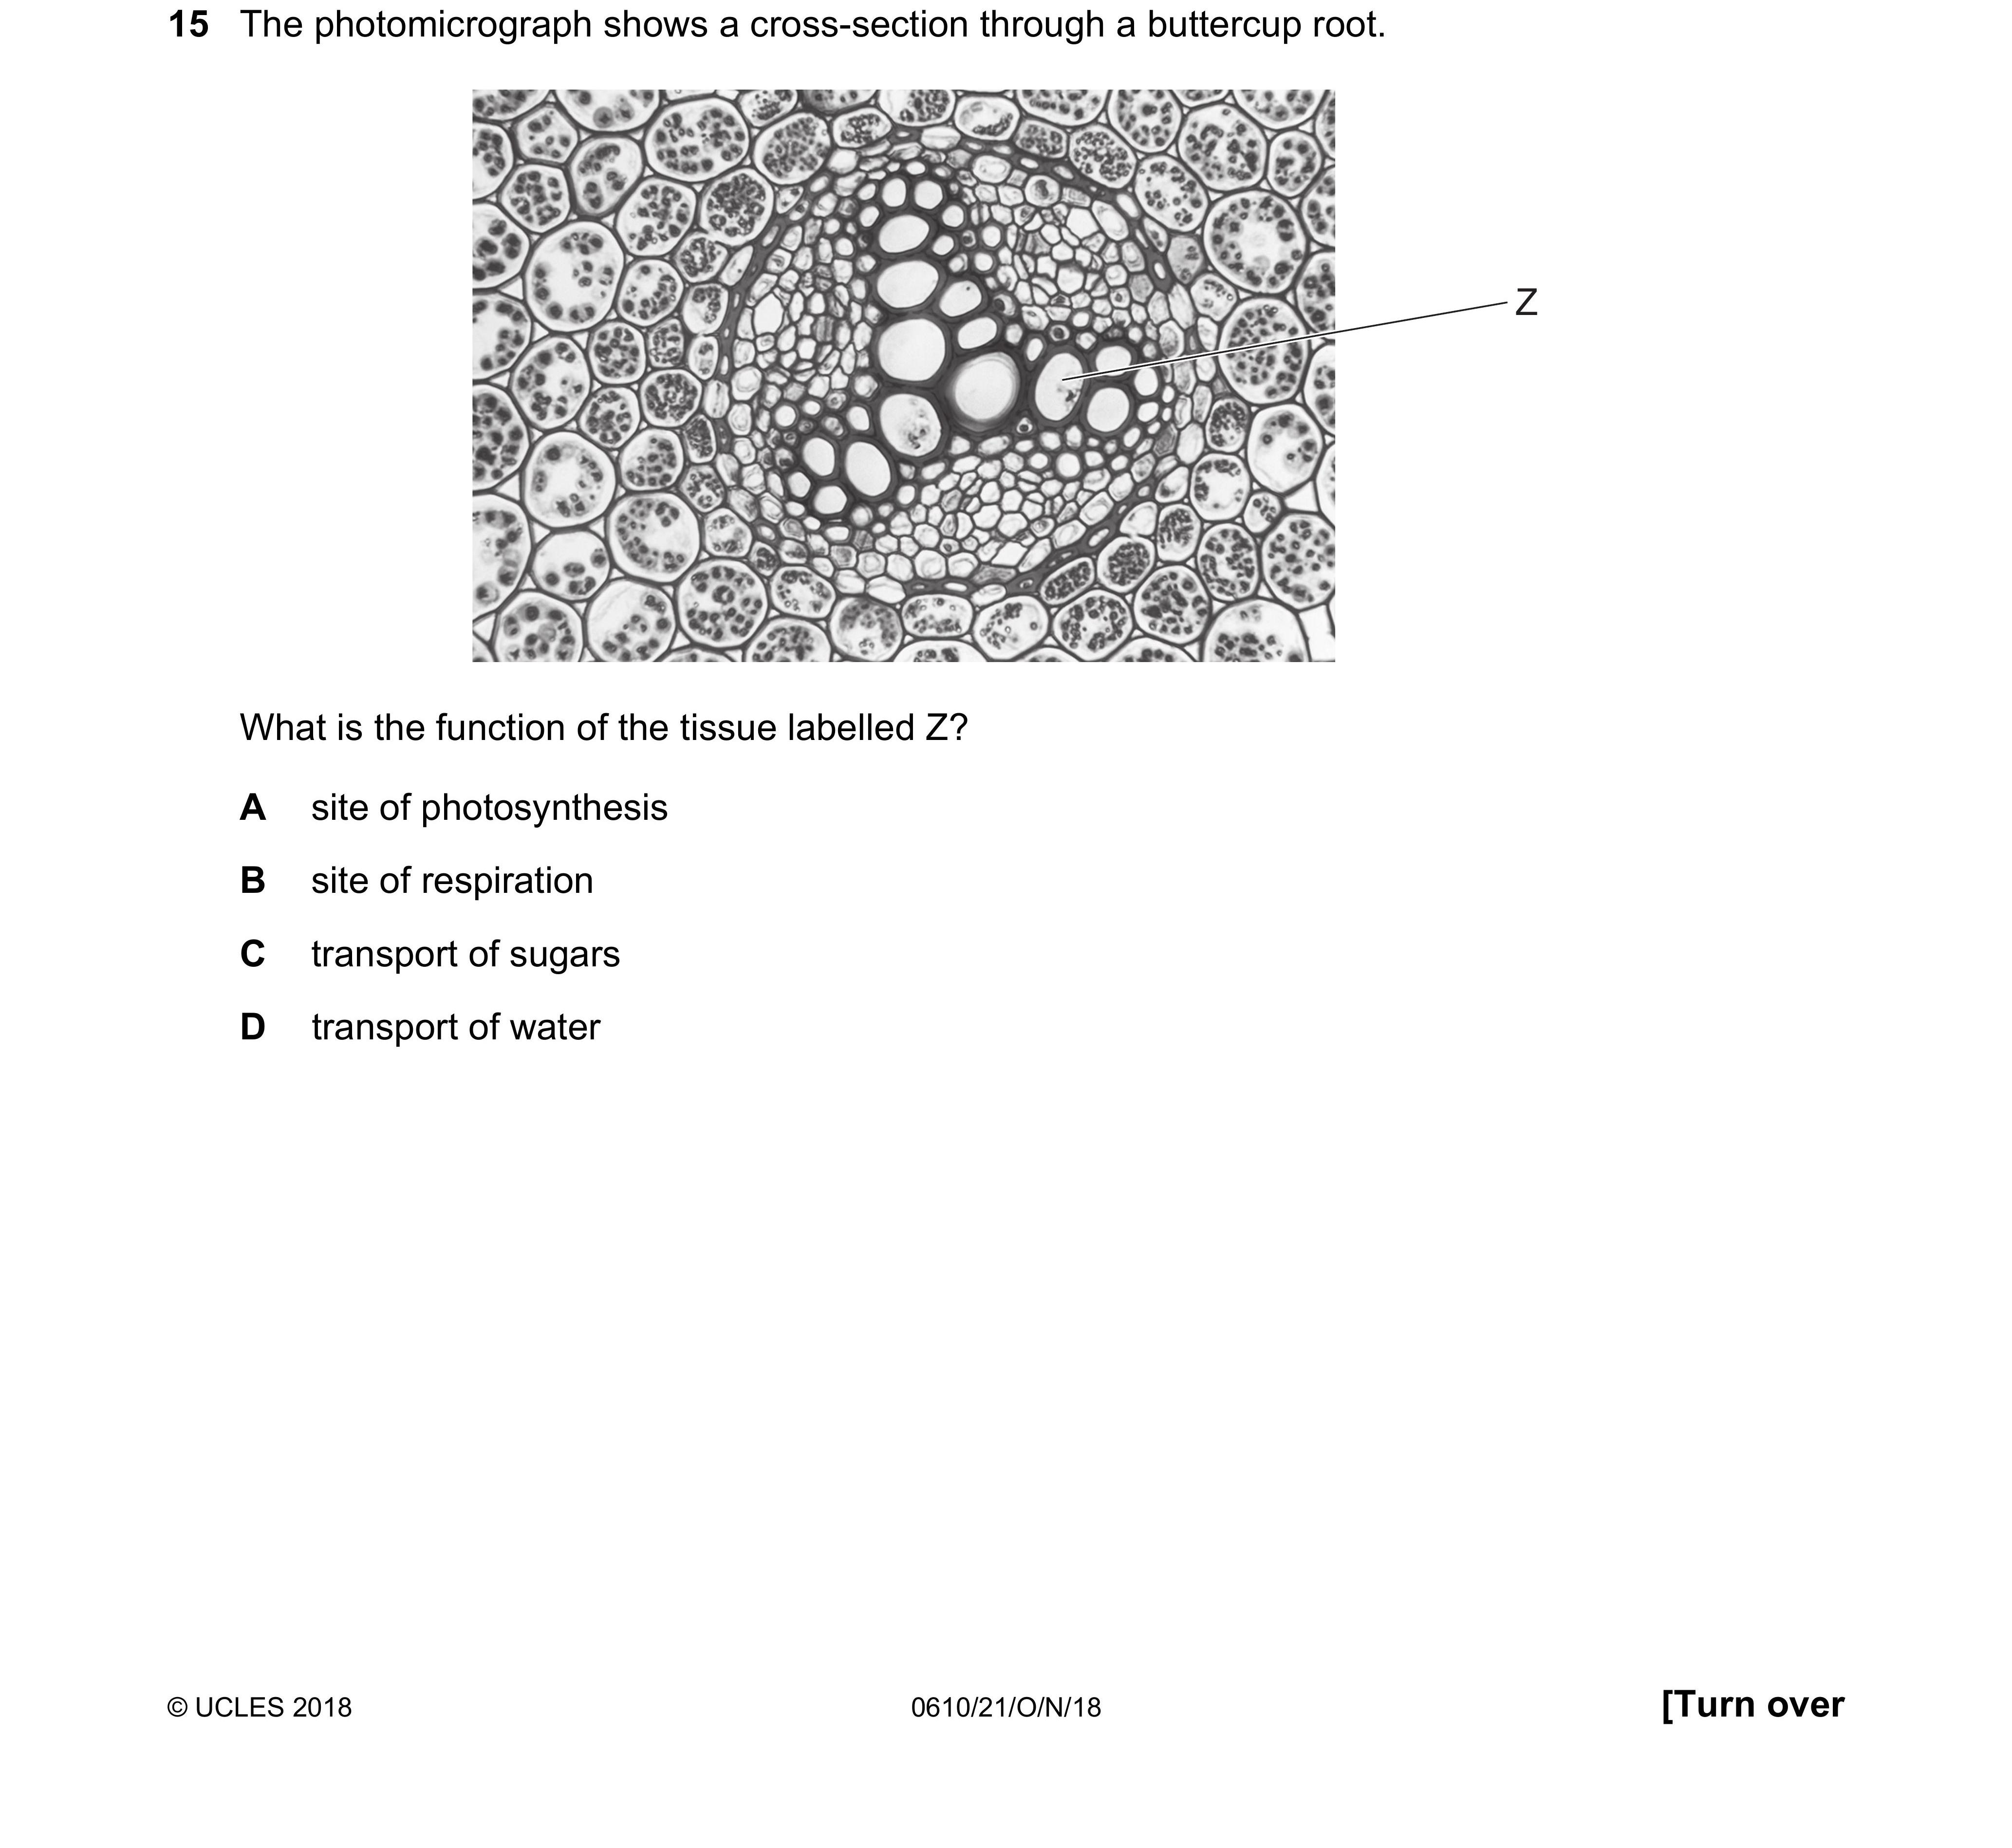 15 The photomicrograph shows a cross-section through a buttercup root.
Z
What is the function of the tissue labelled Z?
A site of photosynthesis
B site of respiration
C transport of sugars
D transport of water
© UCLES 2018 0610/21/O/N/18 [Turn over